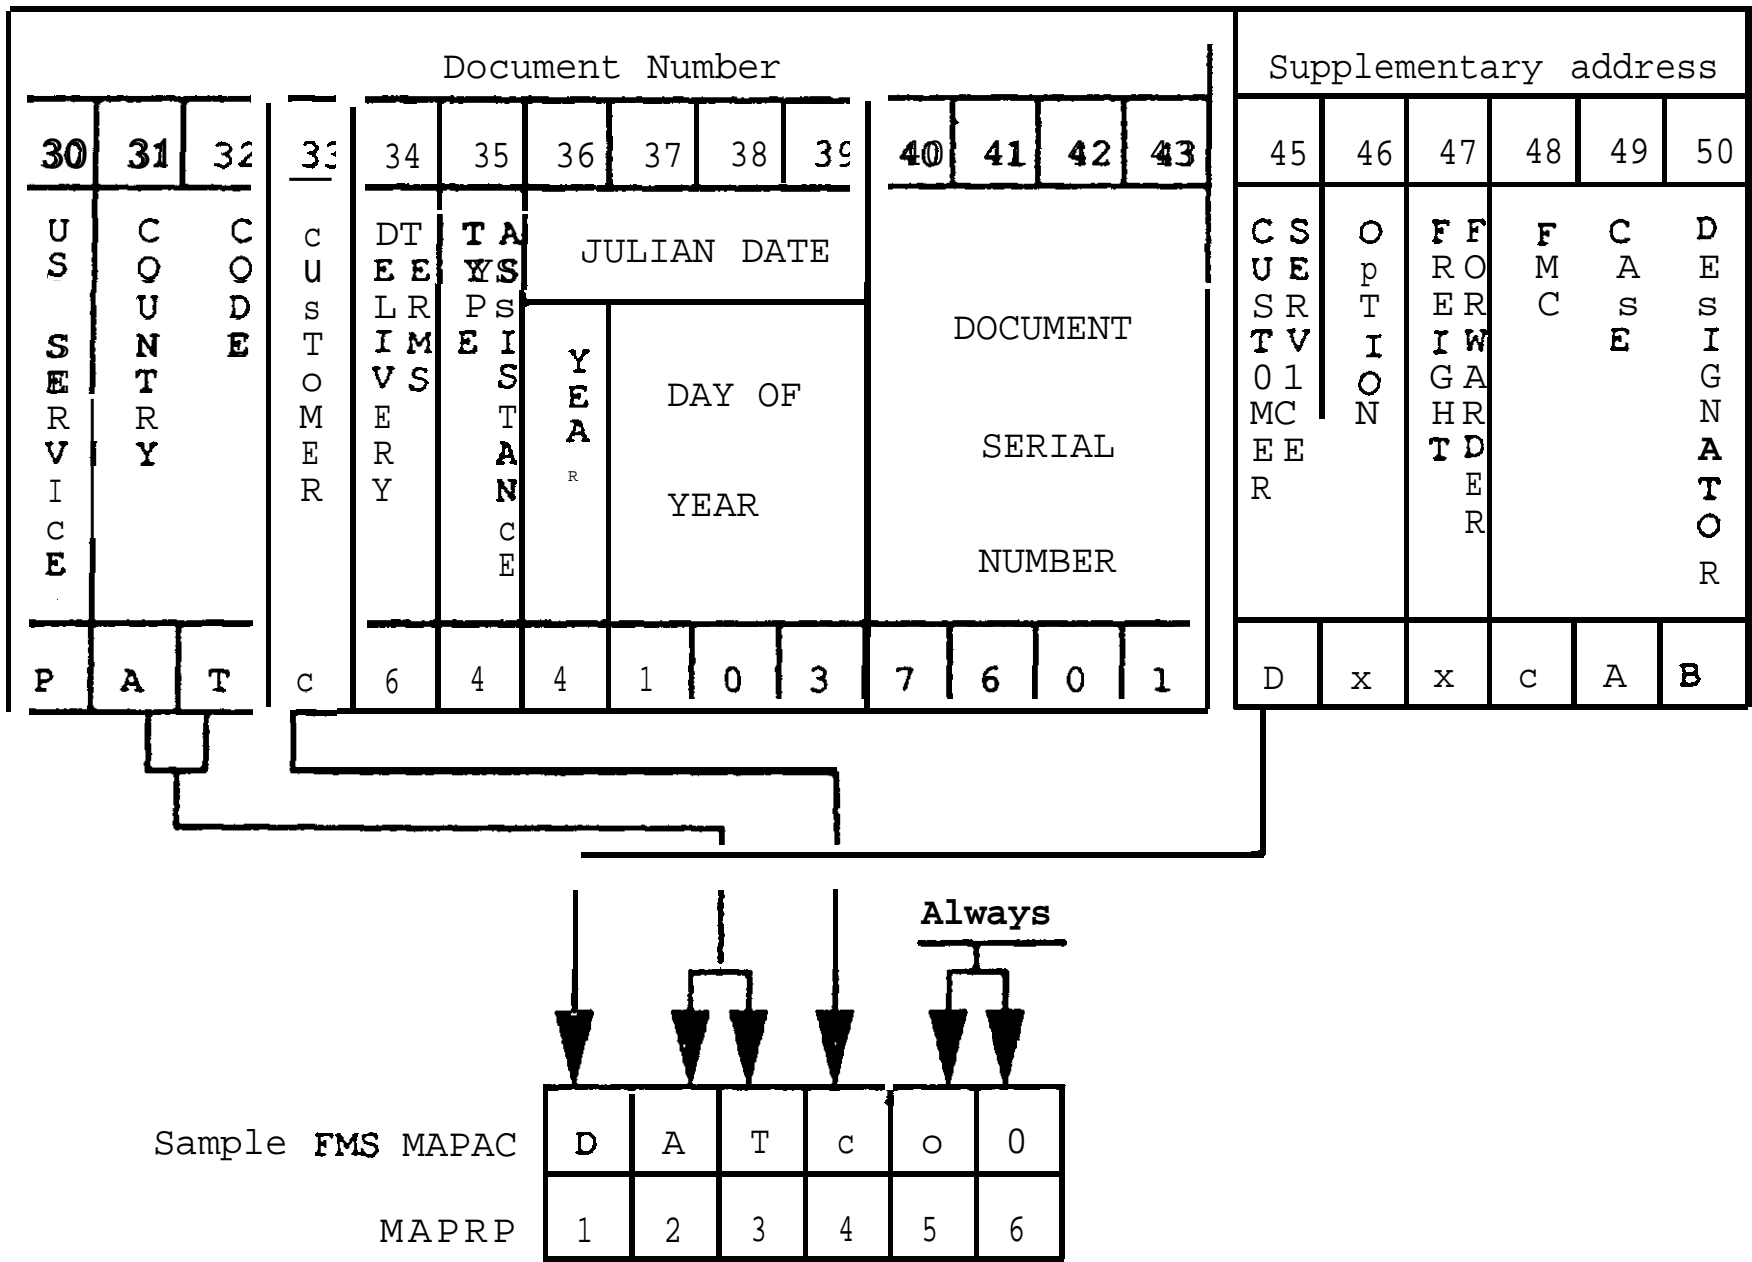 Document Number
Supplementary address
30 31 32 33 34 35 36 37 38 39 40 41 42 43 45 46 47 48 49 50
US SERVICE
COUNTRY
CODE
cusToMER
DELIVERY
TERMS
TYPE
ASsISTANcE
JULIAN DATE
YEAR
DAY OF
YEAR
DOCUMENT
SERIAL
NUMBER
CUST0MER
SERV1CE
OpTION
FREIGHT
FORWARDER
FMC
CAsE
DEsIGNATOR
P A T c 6 4 4 1 0 3 7 6 0 1 D x x c A B
Always
Sample FMS MAPAC D A T c o 0
MAPRP 1 2 3 4 5 6